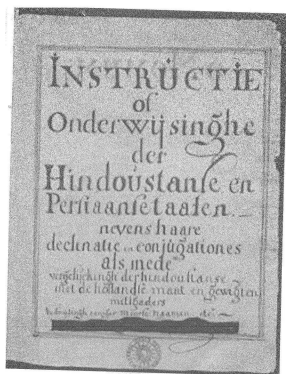 INSTRUCTIE
of
Onderwijsinghe
der
Hindoustanse en
Persiaanse taalen
nevens haare
declinatie en conjugationes
als mede
vergeleykingh der hindoustanse
met de hollandse maat en gewigten
mitsgaders